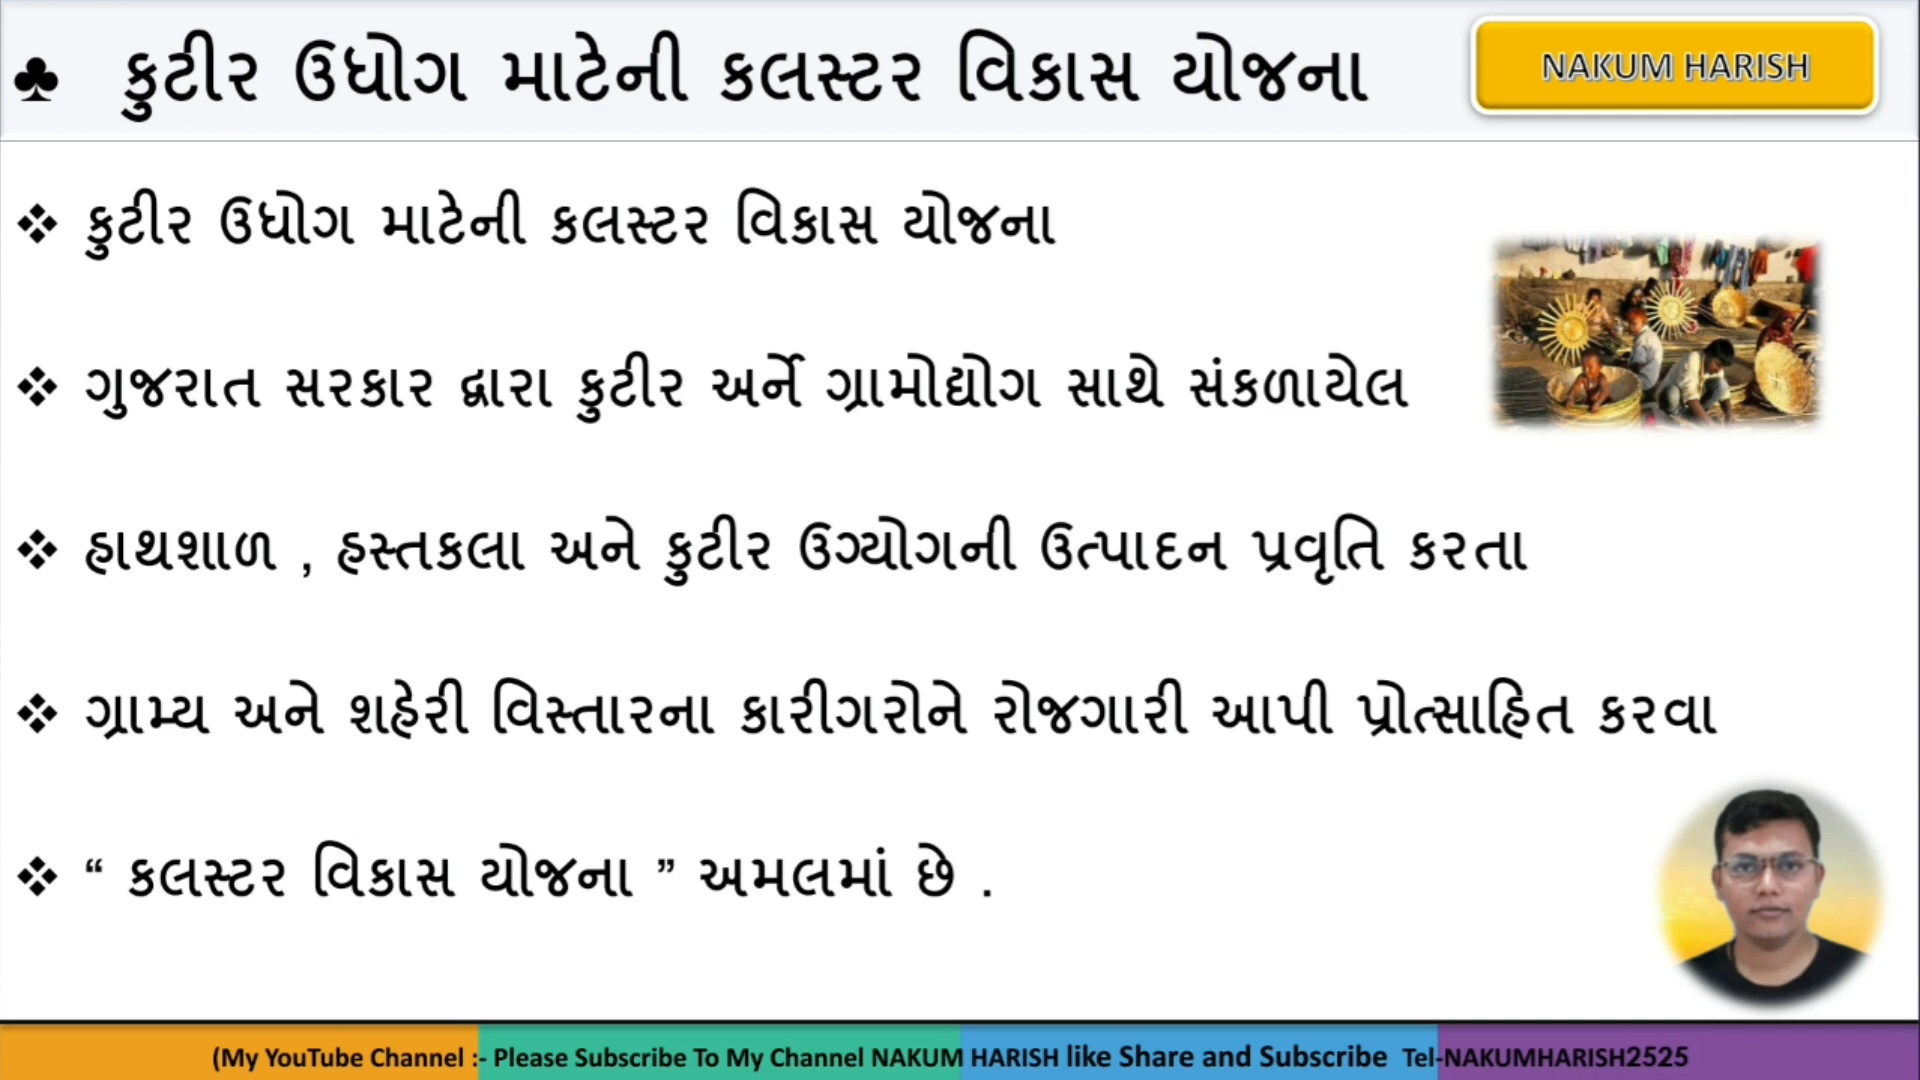 ♣ કુટીર ઉધોગ માટેની કલસ્ટર વિકાસ યોજના
NAKUM HARISH
❖ કુટીર ઉધોગ માટેની કલસ્ટર વિકાસ યોજના
❖ ગુજરાત સરકાર દ્વારા કુટીર અર્ને ગ્રામોદ્યોગ સાથે સંકળાયેલ
❖ હાથશાળ , હસ્તકલા અને કુટીર ઉગ્યોગની ઉત્પાદન પ્રવૃતિ કરતા
❖ ગ્રામ્ય અને શહેરી વિસ્તારના કારીગરોને રોજગારી આપી પ્રોત્સાહિત કરવા
❖ “ કલસ્ટર વિકાસ યોજના ” અમલમાં છે .
(My YouTube Channel :- Please Subscribe To My Channel NAKUM HARISH like Share and Subscribe Tel-NAKUMHARISH2525